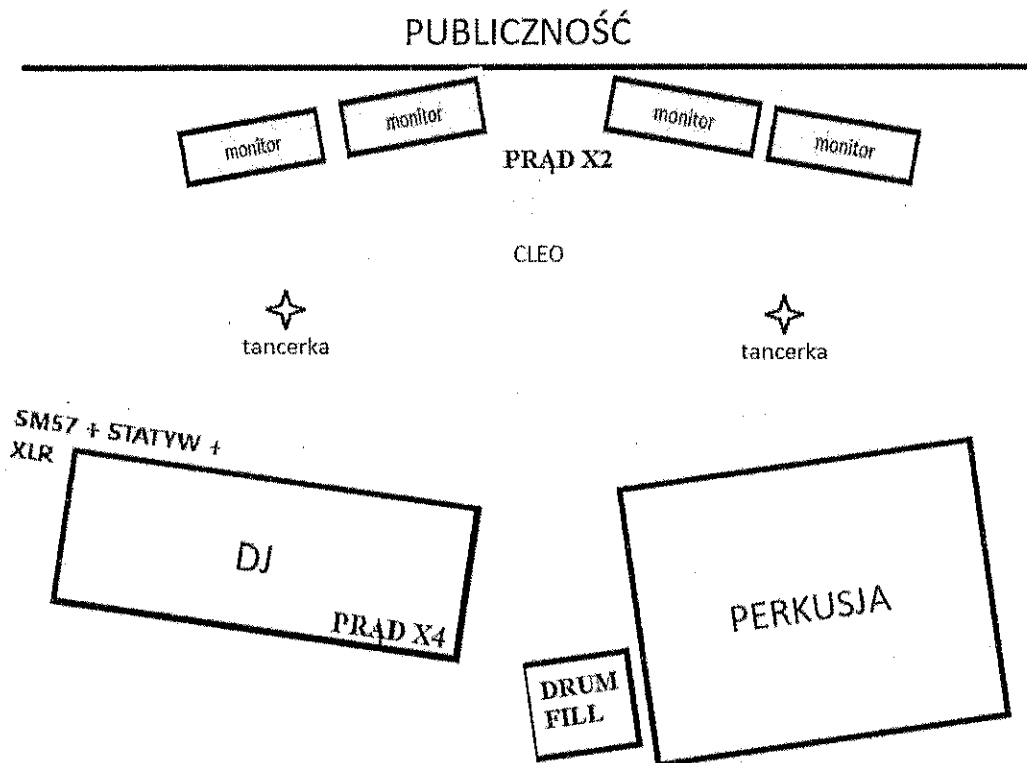 PUBLICZNOŚĆ
monitor
monitor
monitor
monitor
PRĄD X2
CLEO
tancerka
tancerka
SM57 + STATYW +
XLR
DJ
PRĄD X4
PERKUSJA
DRUM
FILL